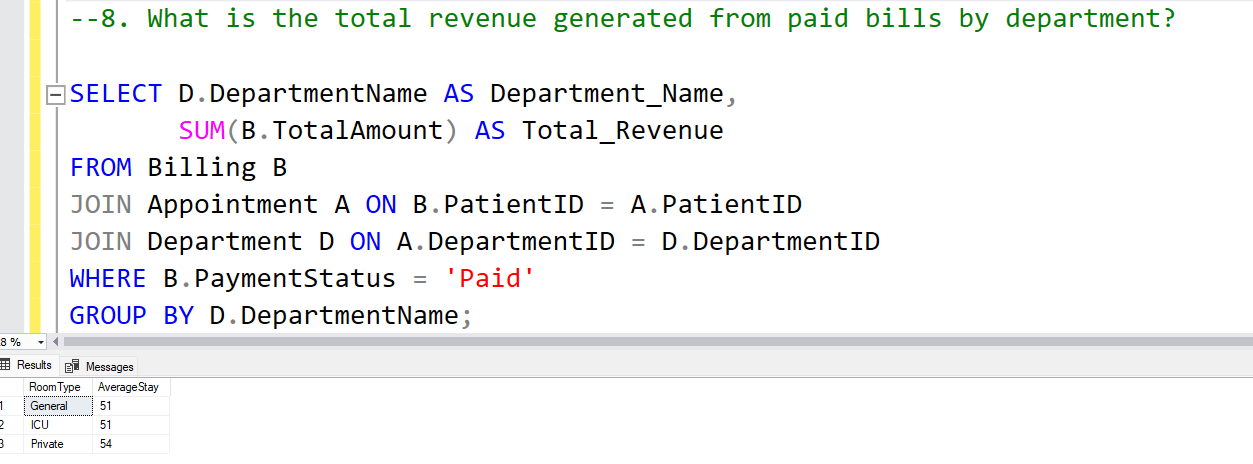 --8. What is the total revenue generated from paid bills by department?
SELECT D.DepartmentName AS Department_Name,
SUM(B.TotalAmount) AS Total_Revenue
FROM Billing B
JOIN Appointment A ON B.PatientID = A.PatientID
JOIN Department D ON A.DepartmentID = D.DepartmentID
WHERE B.PaymentStatus = 'Paid'
GROUP BY D.DepartmentName;
8 %
Results Messages
RoomType AverageStay
1 General 51
2 ICU 51
3 Private 54